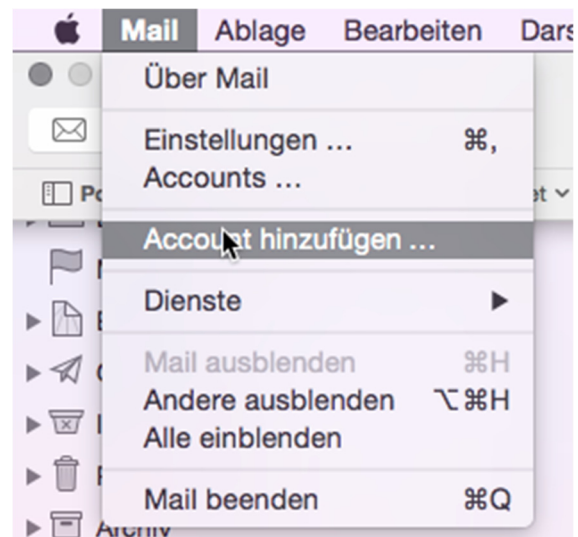 Mail Ablage Bearbeiten Dars
Über Mail
Einstellungen ... ⌘,
Accounts ...
Account hinzufügen ...
Dienste ▶
Mail ausblenden ⌘H
Andere ausblenden ⌥⌘H
Alle einblenden
Mail beenden ⌘Q
Archiv